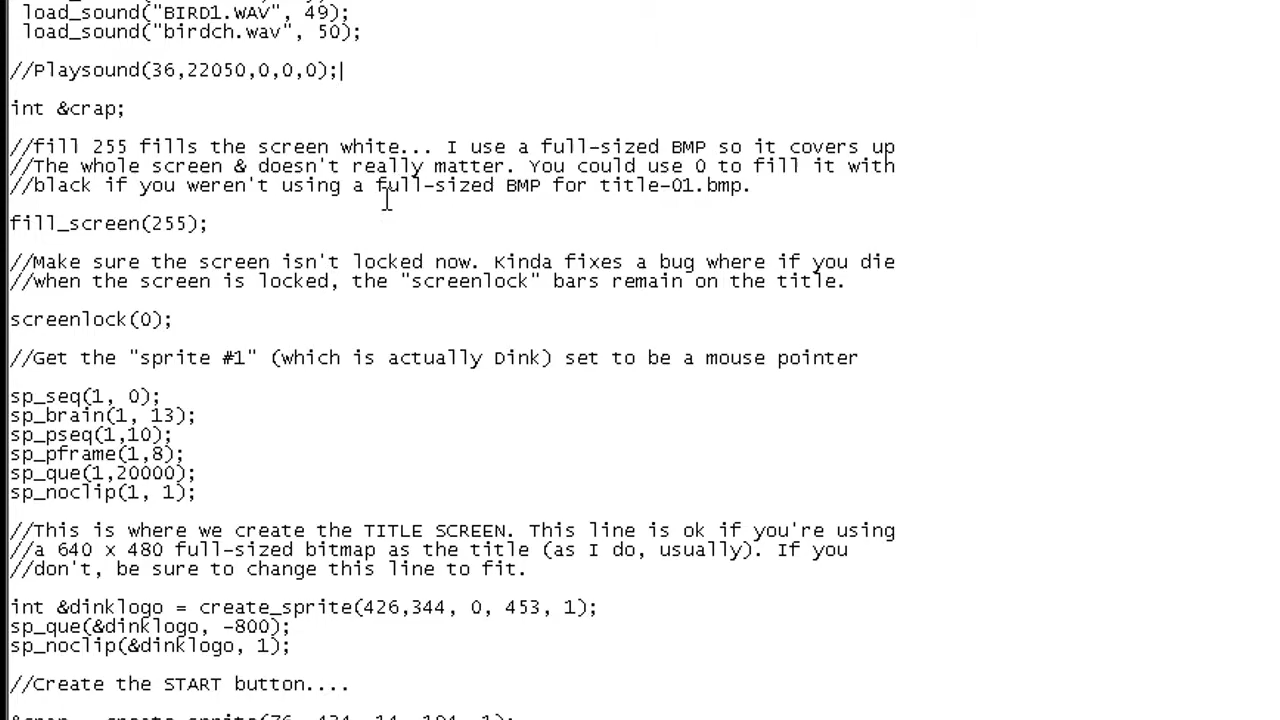 load_sound("BIRD1.WAV", 49);
load_sound("birdch.wav", 50);
//Playsound(36,22050,0,0,0);
int &crap;
//fill 255 fills the screen white... I use a full-sized BMP so it covers up
//The whole screen & doesn't really matter. You could use 0 to fill it with
//black if you weren't using a full-sized BMP for title-01.bmp.
fill_screen(255);
//Make sure the screen isn't locked now. Kinda fixes a bug where if you die
//when the screen is locked, the "screenlock" bars remain on the title.
screenlock(0);
//Get the "sprite #1" (which is actually Dink) set to be a mouse pointer
sp_seq(1, 0);
sp_brain(1, 13);
sp_pseq(1,10);
sp_pframe(1,8);
sp_que(1,20000);
sp_noclip(1, 1);
//This is where we create the TITLE SCREEN. This line is ok if you're using
//a 640 x 480 full-sized bitmap as the title (as I do, usually). If you
//don't, be sure to change this line to fit.
int &dinklogo = create_sprite(426,344, 0, 453, 1);
sp_que(&dinklogo, -800);
sp_noclip(&dinklogo, 1);
//Create the START button....